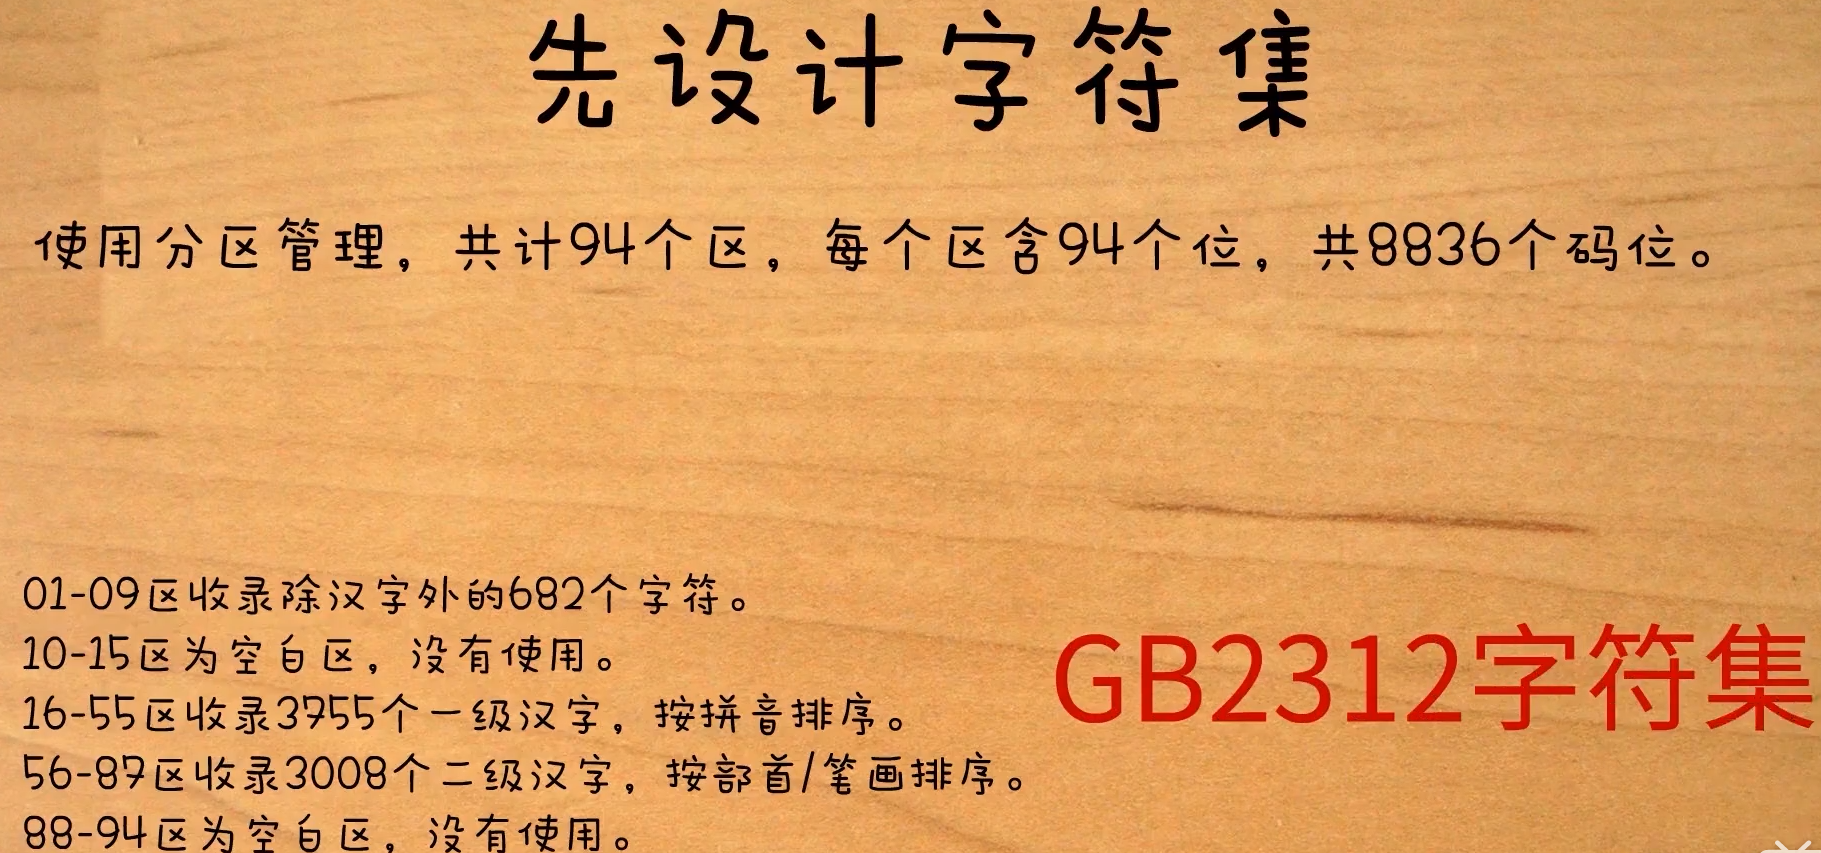 先设计字符集
使用分区管理，共计94个区，每个区含94个位，共8836个码位。
01-09区收录除汉字外的682个字符。
10-15区为空白区，没有使用。
16-55区收录3755个一级汉字，按拼音排序。
GB2312字符集
56-87区收录3008个二级汉字，按部首/笔画排序。
88-94区为空白区，没有使用。